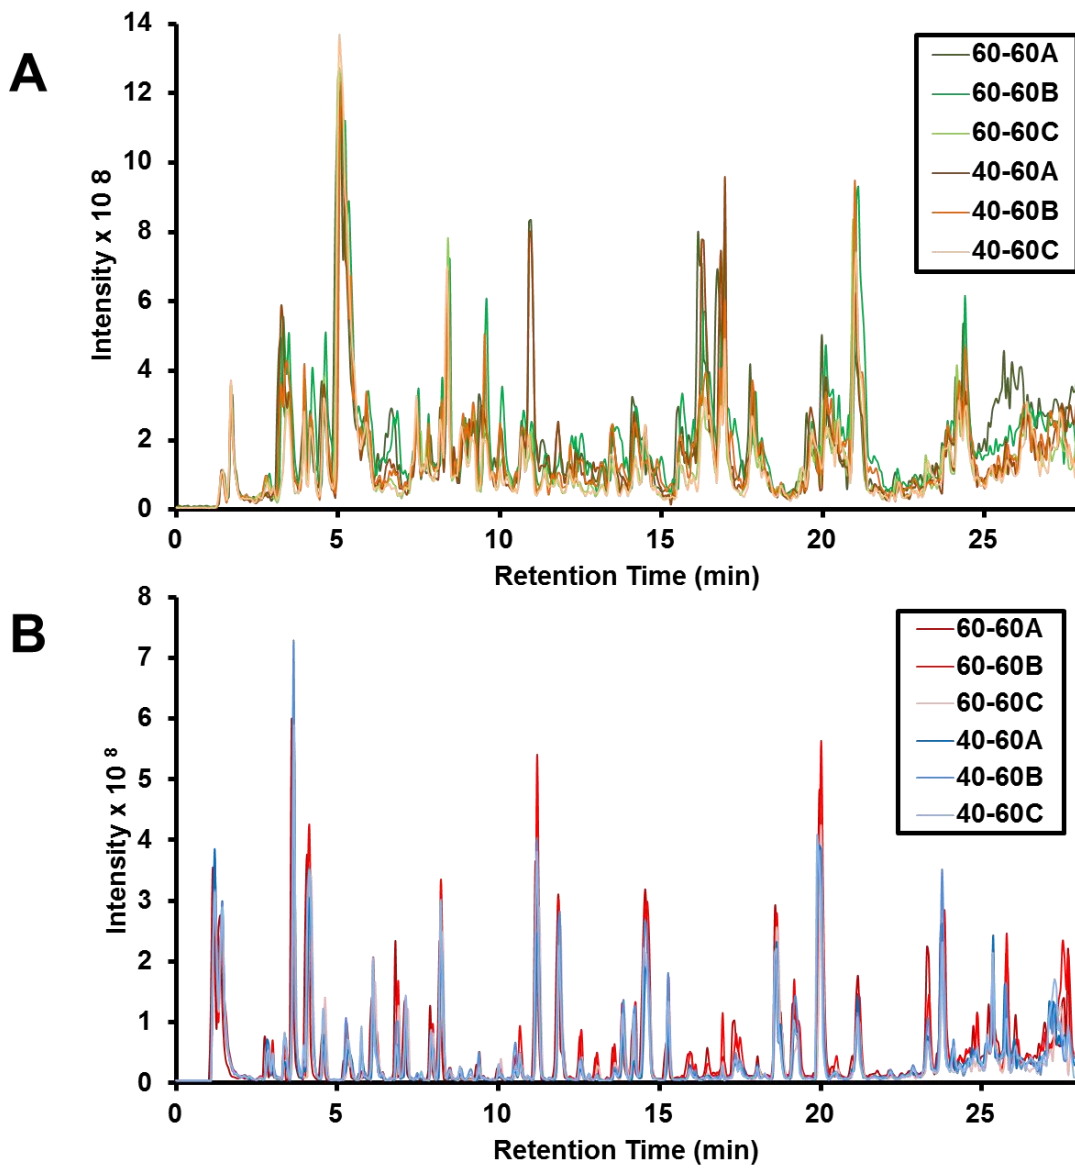 A
Intensity x 10 8
14
12
10
8
6
4
2
0
0 5 10 15 20 25
Retention Time (min)
60-60A
60-60B
60-60C
40-60A
40-60B
40-60C
B
Intensity x 10 ⁸
8
7
6
5
4
3
2
1
0
0 5 10 15 20 25
Retention Time (min)
60-60A
60-60B
60-60C
40-60A
40-60B
40-60C